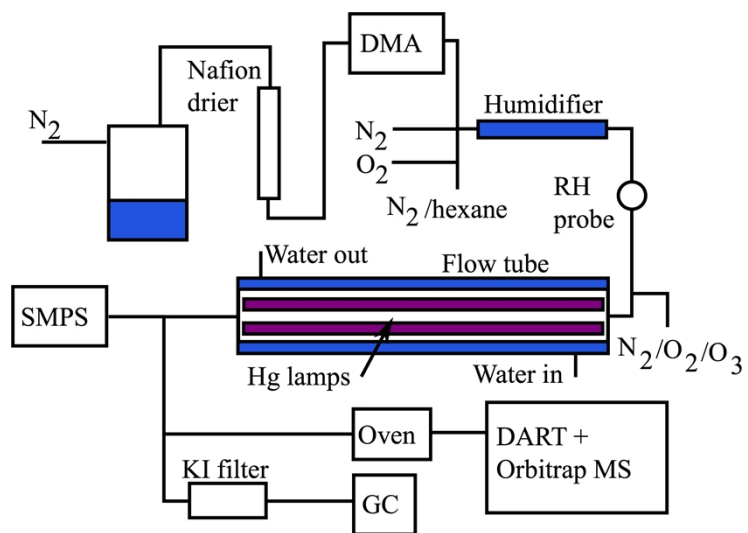 DMA
Nafion
drier
Humidifier
N2
N2
O2
N2/hexane
RH
probe
Water out
Flow tube
SMPS
Hg lamps
Water in
N2/O2/O3
Oven
DART +
Orbitrap MS
KI filter
GC